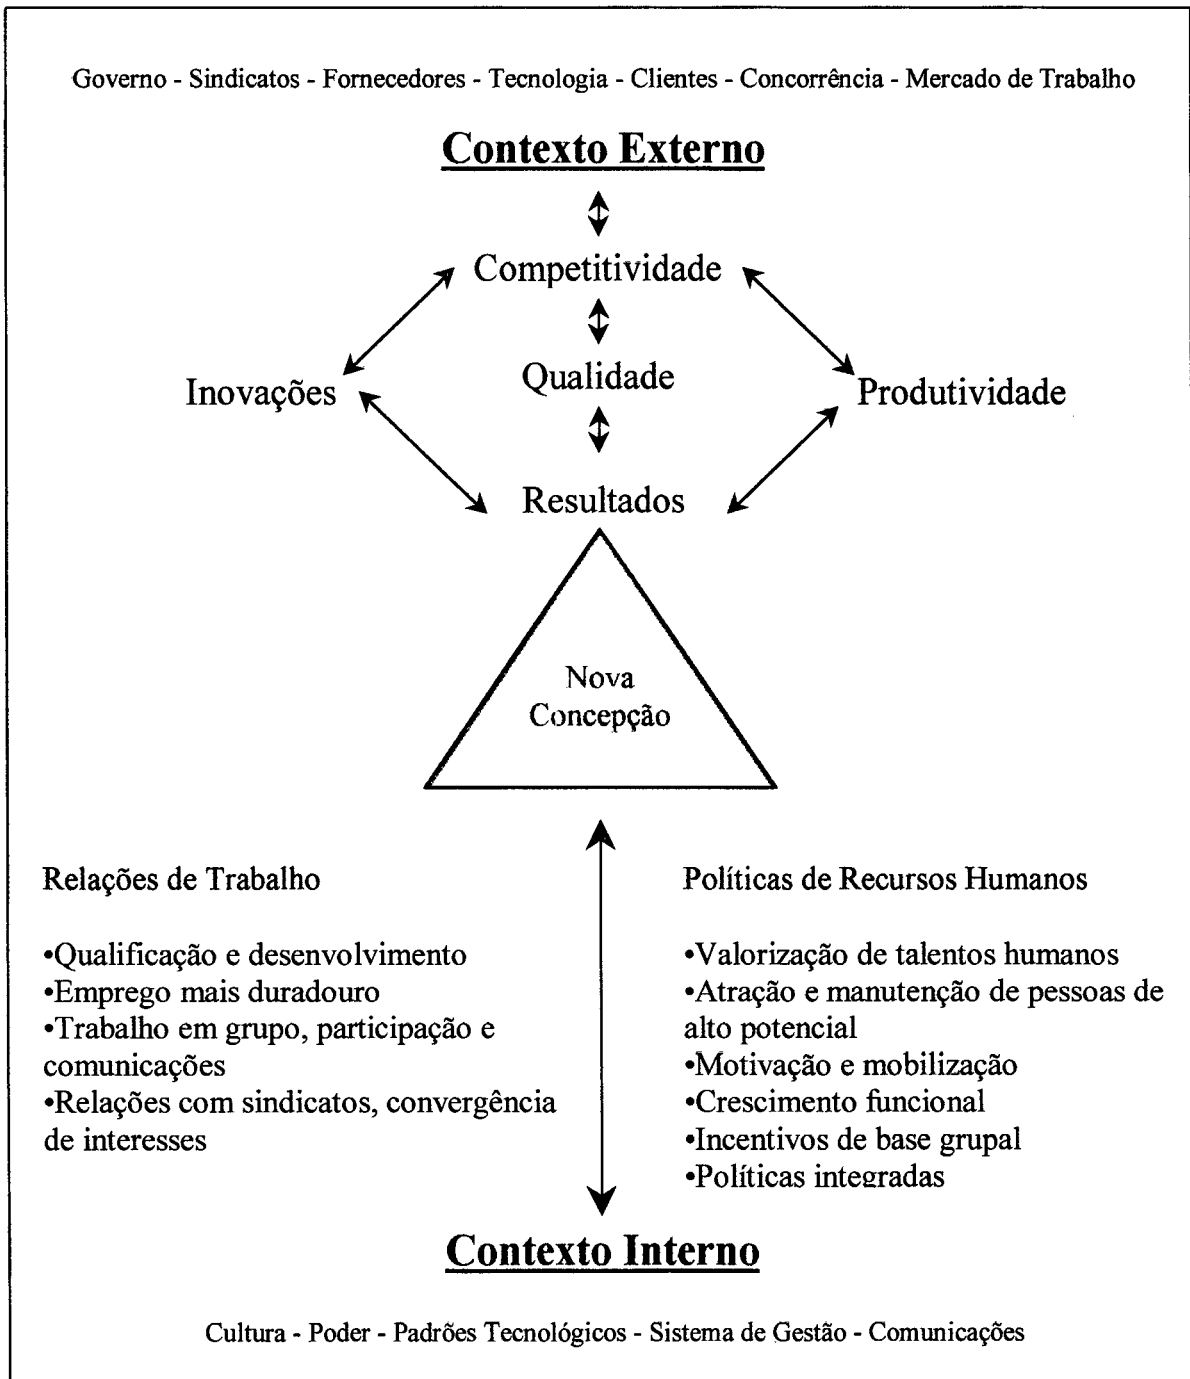 Governo - Sindicatos - Fornecedores - Tecnologia - Clientes - Concorrência - Mercado de Trabalho
Contexto Externo
Competitividade
Inovações
Qualidade
Produtividade
Resultados
Nova
Concepção
Relações de Trabalho
•Qualificação e desenvolvimento
•Emprego mais duradouro
•Trabalho em grupo, participação e
comunicações
•Relações com sindicatos, convergência
de interesses
Políticas de Recursos Humanos
•Valorização de talentos humanos
•Atração e manutenção de pessoas de
alto potencial
•Motivação e mobilização
•Crescimento funcional
•Incentivos de base grupal
•Políticas integradas
Contexto Interno
Cultura - Poder - Padrões Tecnológicos - Sistema de Gestão - Comunicações